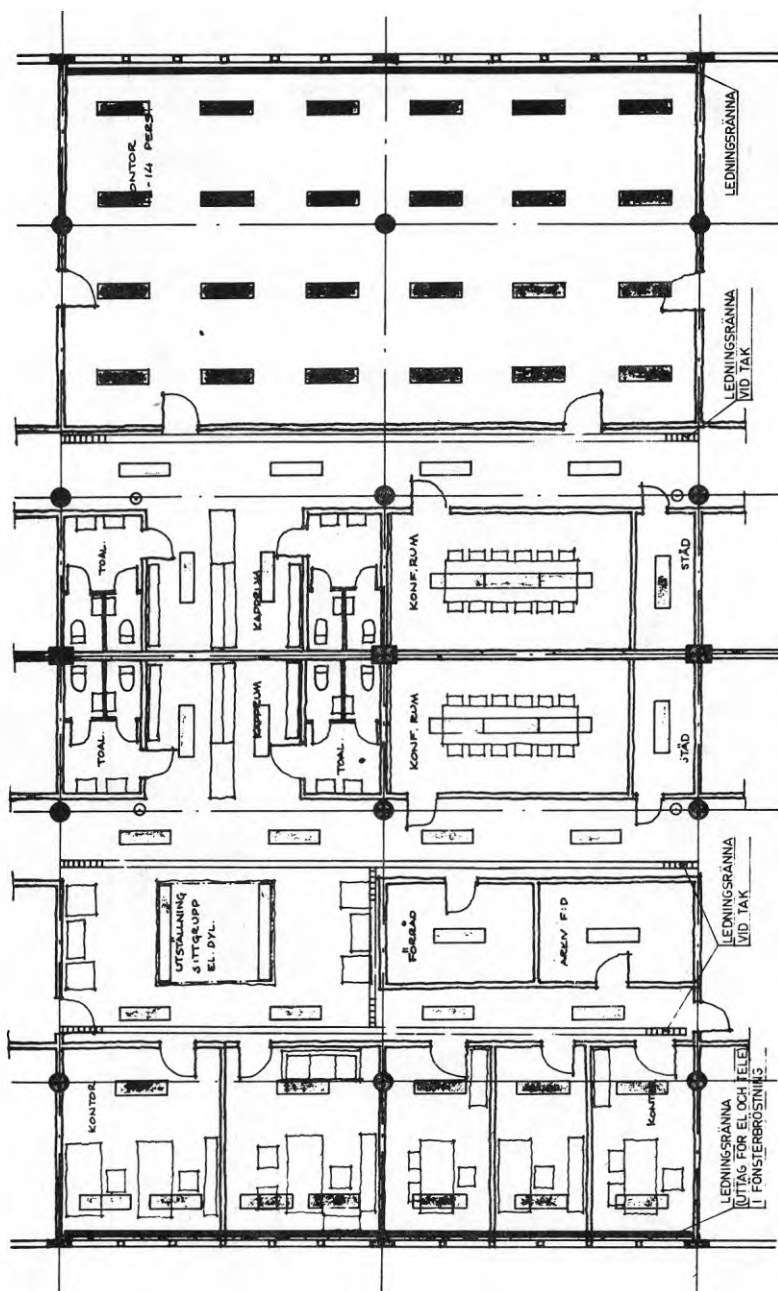 KONTOR
-14 PERS
LEDNINGSRÄNNA
LEDNINGSRÄNNA
VID TAK
TOAL.
KAPPRUM
KONF. RUM
STÄD
TOAL.
KAPPRUM
TOAL.
KONF. RUM
STÄD
UTSTÄLLNING
SITTGRUPP
EL. DYL.
FÖRRÅD
ARKIV F:D
LEDNINGSRÄNNA
VID TAK
KONTOR
KONTOR
LEDNINGSRÄNNA
(UTTAG FÖR EL OCH TELE)
I FÖNSTERBRÖSTNING